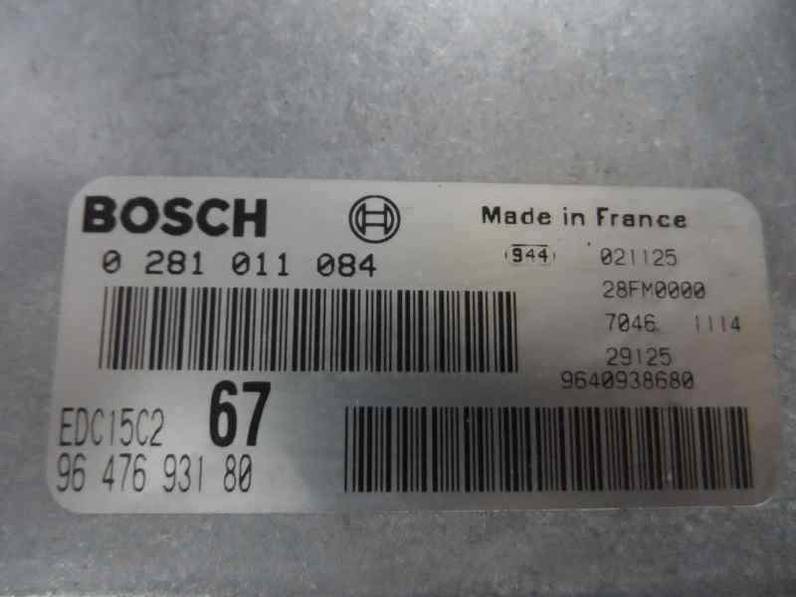 BOSCH
Made in France
0 281 011 084
944 021125
28FM0000
7046 1114
29125
9640938680
67
EDC15C2
96 476 931 80